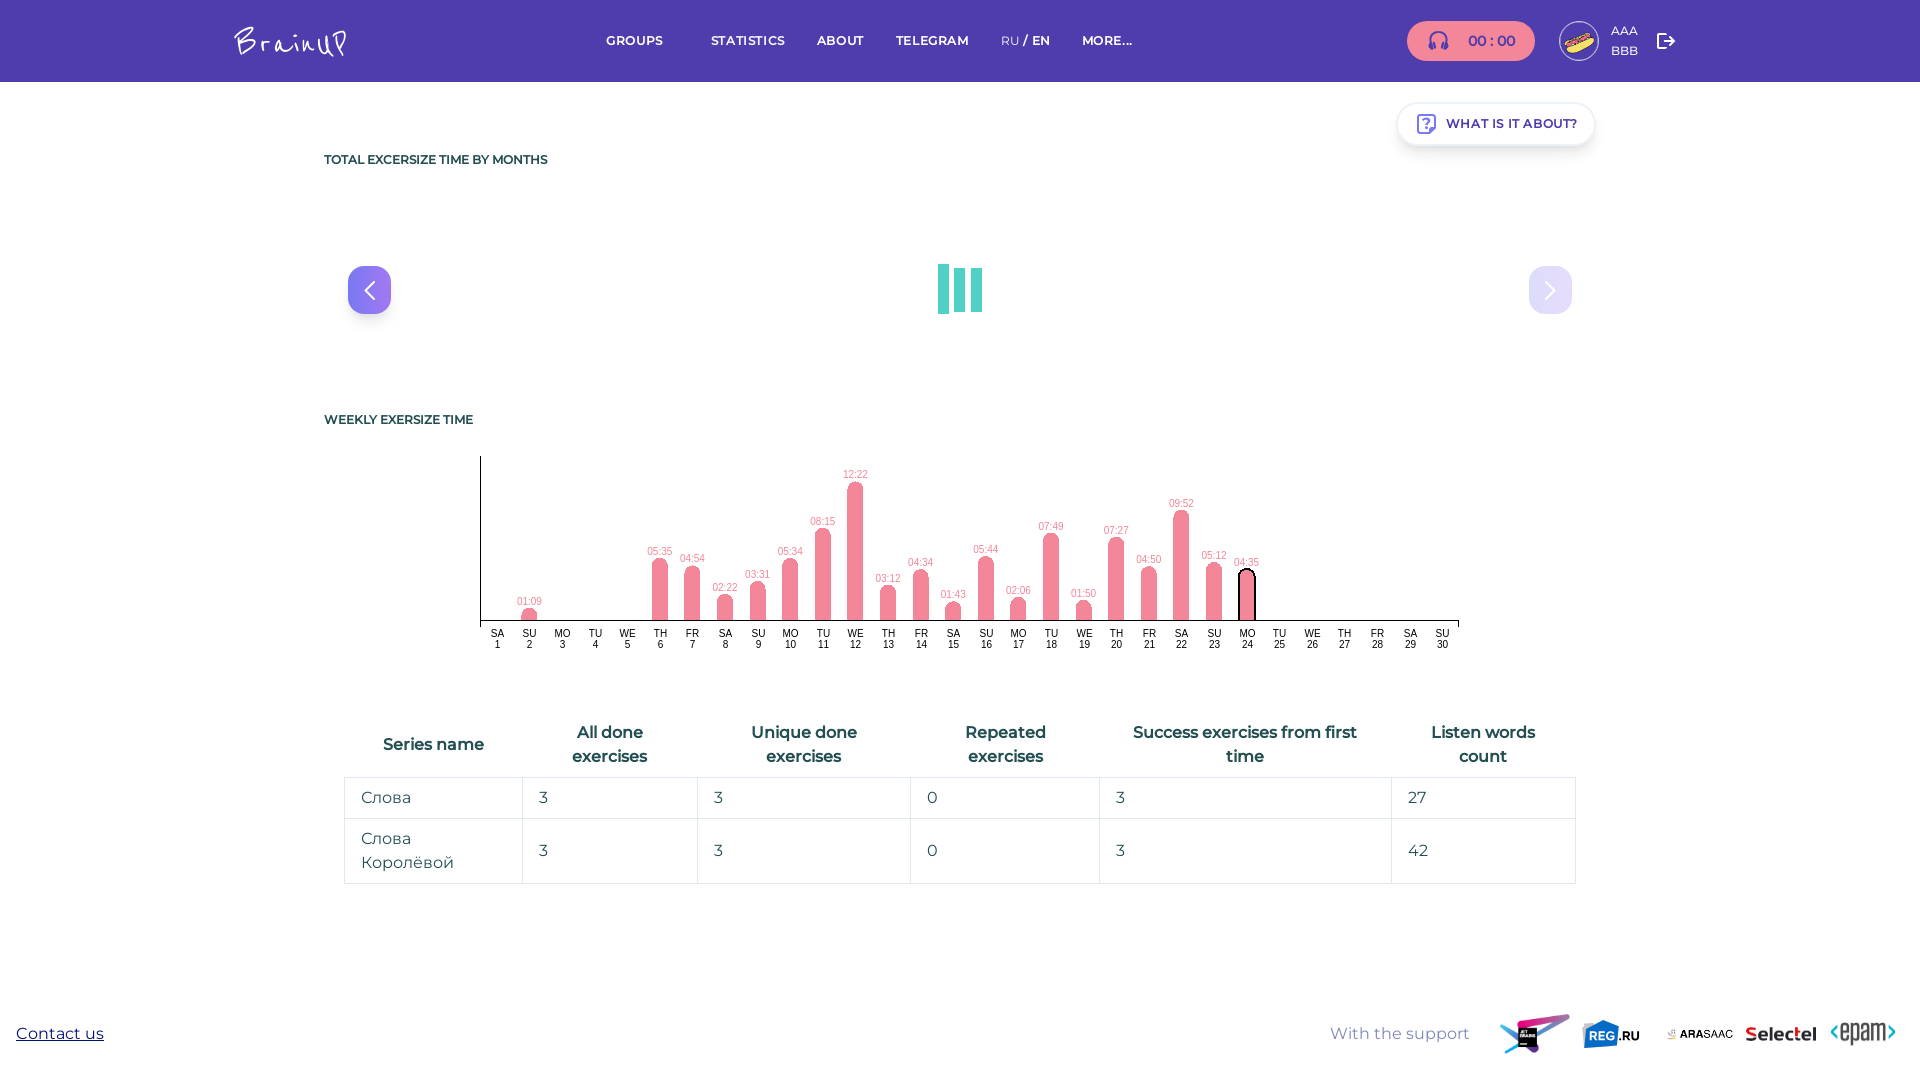 BrainUP
GROUPS
STATISTICS
ABOUT
TELEGRAM
RU / EN
MORE...
00 : 00
AAA
BBB
WHAT IS IT ABOUT?
TOTAL EXCERSIZE TIME BY MONTHS
WEEKLY EXERSIZE TIME
01:09 05:35 04:54 02:22 03:31 05:34 08:15 12:22 03:12 04:34 01:43 05:44 02:06 07:49 01:50 07:27 04:50 09:52 05:12 04:35
SA SU MO TU WE TH FR SA SU MO TU WE TH FR SA SU MO TU WE TH FR SA SU MO TU WE TH FR SA SU
1 2 3 4 5 6 7 8 9 10 11 12 13 14 15 16 17 18 19 20 21 22 23 24 25 26 27 28 29 30
Series name
All done
exercises
Unique done
exercises
Repeated
exercises
Success exercises from first
time
Listen words
count
Слова 3 3 0 3 27
Слова
Королёвой
3 3 0 3 42
Contact us
With the support
REG.RU
ARASAAC
Selectel
<epam>